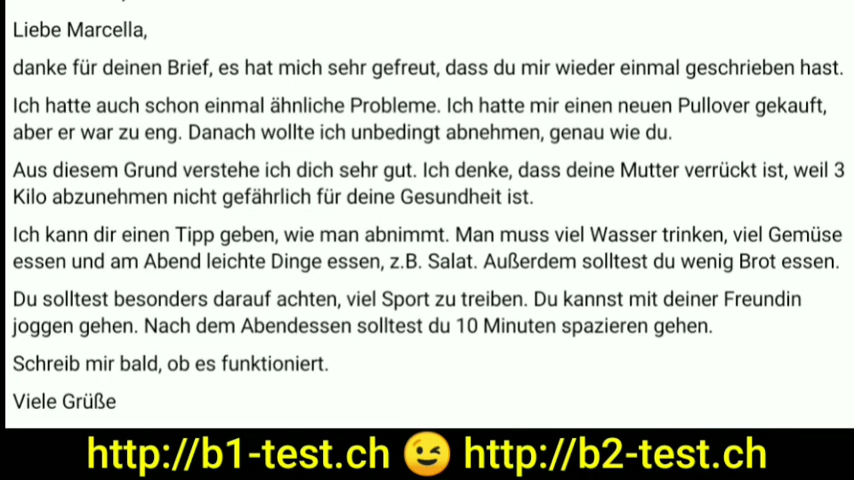 Liebe Marcella,
danke für deinen Brief, es hat mich sehr gefreut, dass du mir wieder einmal geschrieben hast.
Ich hatte auch schon einmal ähnliche Probleme. Ich hatte mir einen neuen Pullover gekauft,
aber er war zu eng. Danach wollte ich unbedingt abnehmen, genau wie du.
Aus diesem Grund verstehe ich dich sehr gut. Ich denke, dass deine Mutter verrückt ist, weil 3
Kilo abzunehmen nicht gefährlich für deine Gesundheit ist.
Ich kann dir einen Tipp geben, wie man abnimmt. Man muss viel Wasser trinken, viel Gemüse
essen und am Abend leichte Dinge essen, z.B. Salat. Außerdem solltest du wenig Brot essen.
Du solltest besonders darauf achten, viel Sport zu treiben. Du kannst mit deiner Freundin
joggen gehen. Nach dem Abendessen solltest du 10 Minuten spazieren gehen.
Schreib mir bald, ob es funktioniert.
Viele Grüße
http://b1-test.ch 😉 http://b2-test.ch